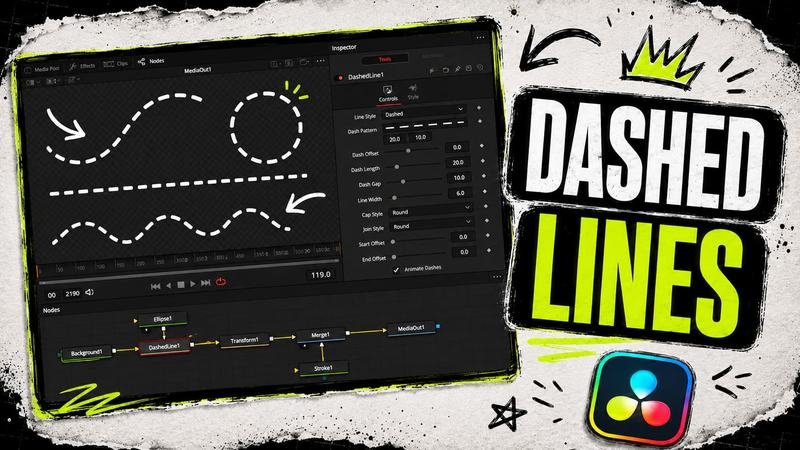 Media Pool
Effects
Clips
Nodes
MediaOut1
Inspector
Tools
DashedLine1
Controls
Style
Line Style
Dashed
Dash Pattern
20.0
10.0
Dash Offset
0.0
Dash Length
20.0
Dash Gap
10.0
Line Width
6.0
Cap Style
Round
Join Style
Round
Start Offset
0.0
End Offset
0.0
Animate Dashes
00
2190
119.0
Nodes
Ellipse1
Background1
DashedLine1
Transform1
Merge1
MediaOut1
Stroke1
DASHED
LINES